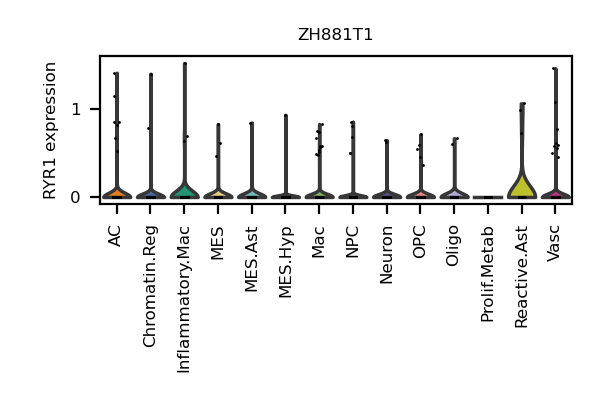 ZH881T1
RYR1 expression
1
0
AC
Chromatin.Reg
Inflammatory.Mac
MES
MES.Ast
MES.Hyp
Mac
NPC
Neuron
OPC
Oligo
Prolif.Metab
Reactive.Ast
Vasc